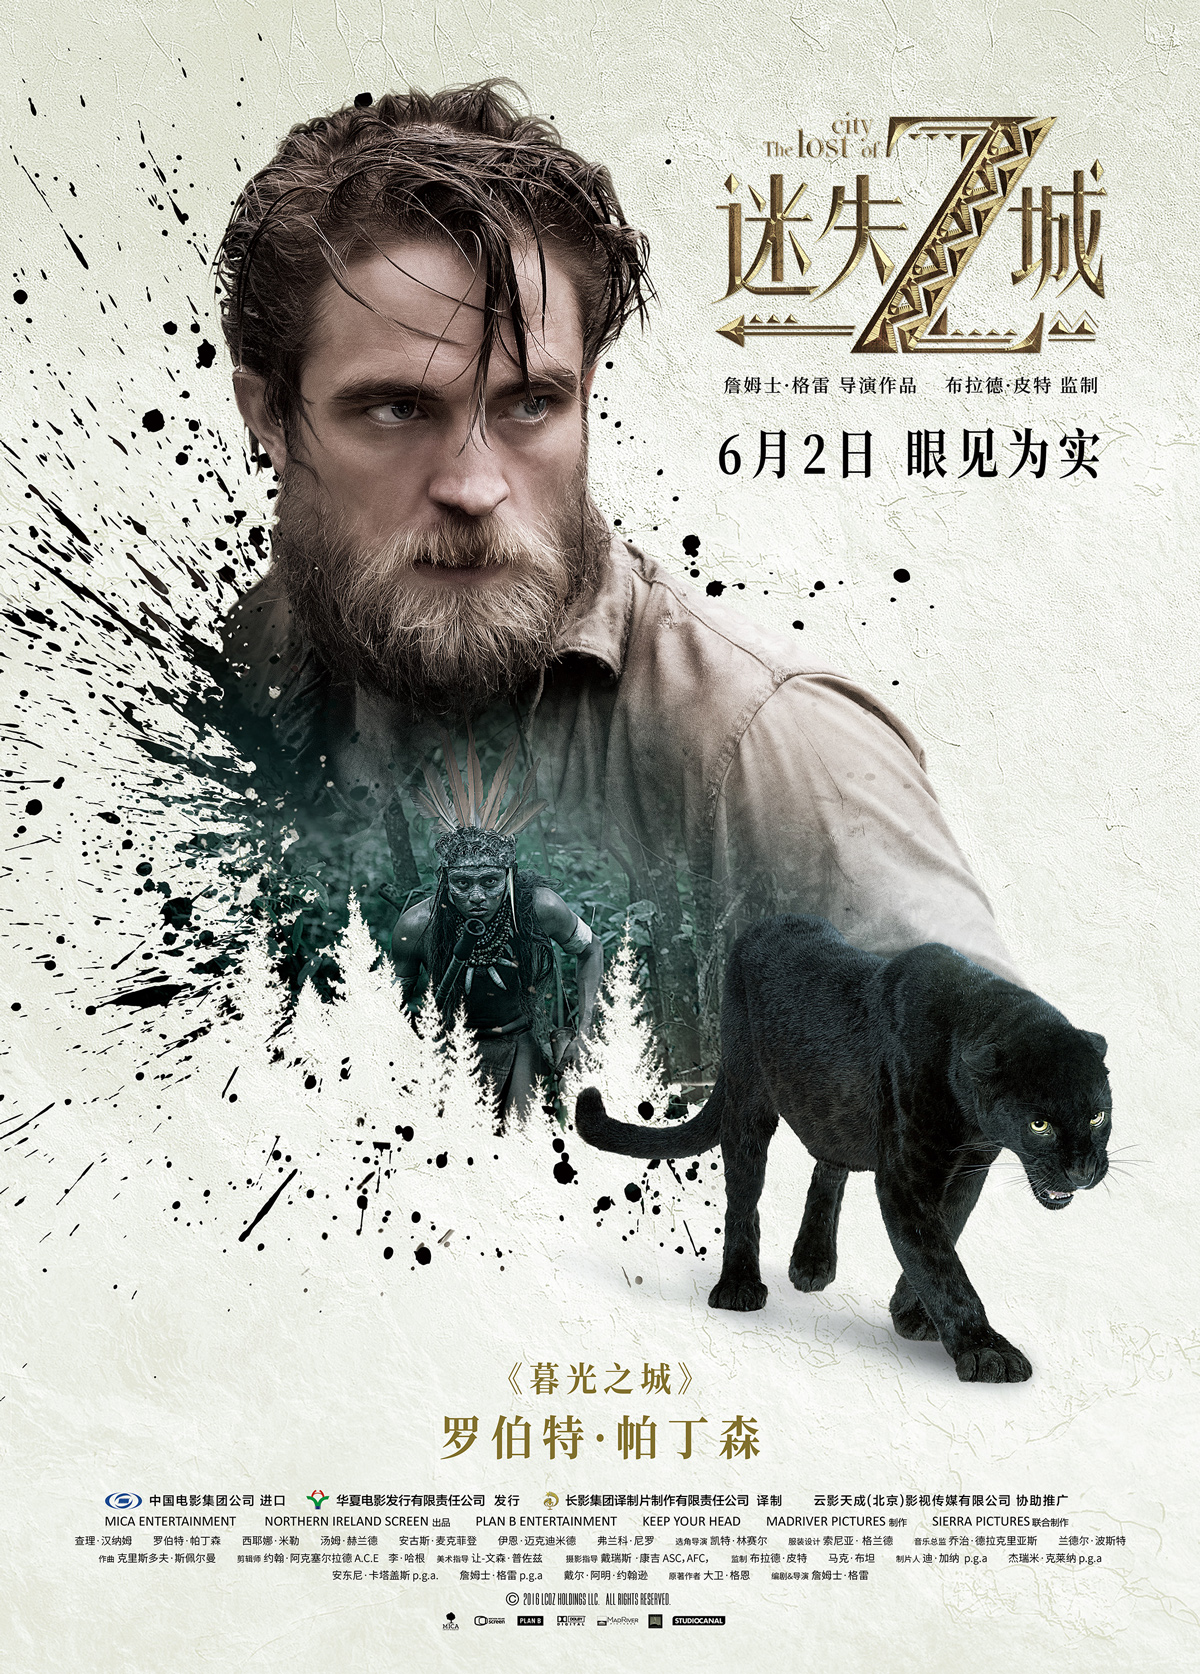 The lost city of Z
迷失Z城
詹姆士·格雷 导演作品 布拉德·皮特 监制
6月2日 眼见为实
《暮光之城》
罗伯特·帕丁森
中国电影集团公司 进口 华夏电影发行有限责任公司 发行 长影集团译制片制作有限责任公司 译制 云影天成(北京)影视传媒有限公司 协助推广
MICA ENTERTAINMENT NORTHERN IRELAND SCREEN 出品 PLAN B ENTERTAINMENT KEEP YOUR HEAD MADRIVER PICTURES 制作 SIERRA PICTURES 联合制作
查理·汉纳姆 罗伯特·帕丁森 西耶娜·米勒 汤姆·赫兰德 安古斯·麦克菲登 伊恩·迈克迪米德 弗兰科·尼罗 选角导演 凯特·林赛尔 服装设计 索尼亚·格兰德 音乐总监 乔治·德拉克里亚斯 兰德尔·波斯特
作曲 克里斯多夫·斯佩尔曼 剪辑师 约翰·阿克塞尔拉德 A.C.E 李·哈根 美术指导 让-文森·普佐兹 摄影指导 戴瑞斯·康吉 ASC, AFC, 监制 布拉德·皮特 马克·布坦 制片人 迪·加纳 p.g.a 杰瑞米·克莱纳 p.g.a
安东尼·卡塔盖斯 p.g.a. 詹姆士·格雷 p.g.a 戴尔·阿明·约翰逊 原著作者 大卫·格恩 编剧&导演 詹姆士·格雷
© 2016 LCOZ HOLDINGS LLC. ALL RIGHTS RESERVED.
MICA screen PLAN B DOLBY DIGITAL MADRIVER STUDIOCANAL